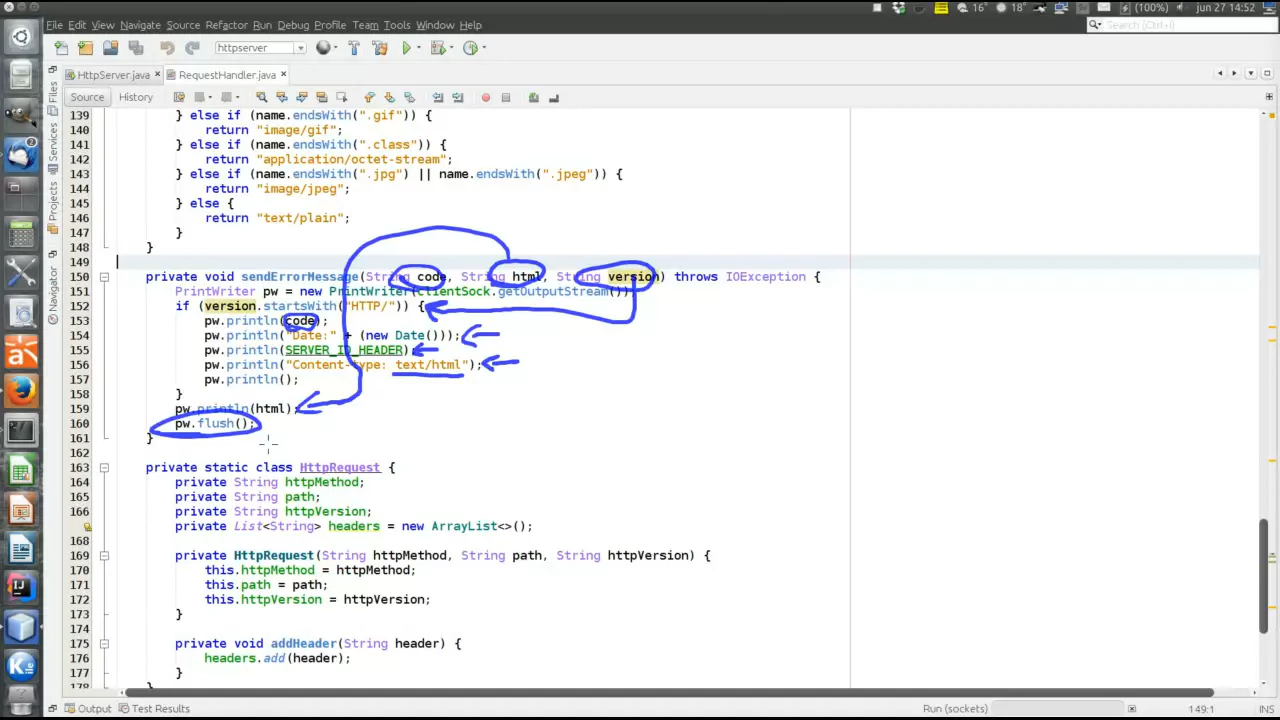 16° 18° (100%) jun 27 14:52
File Edit View Navigate Source Refactor Run Debug Profile Team Tools Window Help
Search (Ctrl+I)
httpserver
HttpServer.java RequestHandler.java
Source History
Files
Services
Projects
Navigator
139 } else if (name.endsWith(".gif")) {
140 return "image/gif";
141 } else if (name.endsWith(".class")) {
142 return "application/octet-stream";
143 } else if (name.endsWith(".jpg") || name.endsWith(".jpeg")) {
144 return "image/jpeg";
145 } else {
146 return "text/plain";
147 }
148 }
149
150 private void sendErrorMessage(String code, String html, String version) throws IOException {
151 PrintWriter pw = new PrintWriter(clientSock.getOutputStream());
152 if (version.startsWith("HTTP/")) {
153 pw.println(code);
154 pw.println("Date:" + (new Date()));
155 pw.println(SERVER_ID_HEADER);
156 pw.println("Content-type: text/html");
157 pw.println();
158 }
159 pw.println(html);
160 pw.flush();
161 }
162
163 private static class HttpRequest {
164 private String httpMethod;
165 private String path;
166 private String httpVersion;
private List<String> headers = new ArrayList<>();
168
169 private HttpRequest(String httpMethod, String path, String httpVersion) {
170 this.httpMethod = httpMethod;
171 this.path = path;
172 this.httpVersion = httpVersion;
173 }
174
175 private void addHeader(String header) {
176 headers.add(header);
177 }
178 }
Output Test Results Run (sockets) 149:1 INS